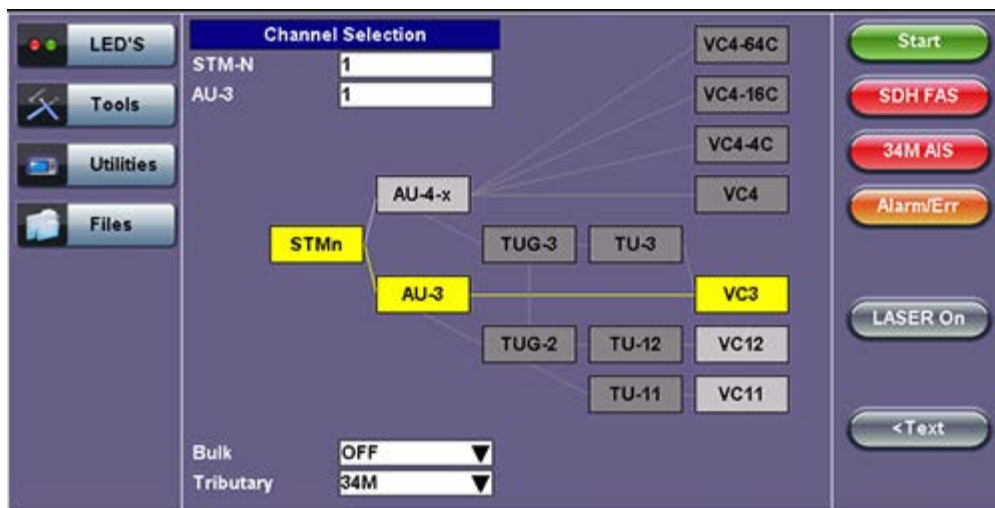 LED'S
Tools
Utilities
Files
Channel Selection
STM-N 1
AU-3 1
VC4-64C
VC4-16C
VC4-4C
AU-4-x VC4
STMn TUG-3 TU-3
AU-3 VC3
TUG-2 TU-12 VC12
TU-11 VC11
Bulk OFF
Tributary 34M
Start
SDH FAS
34M AIS
Alarm/Err
LASER On
<Text